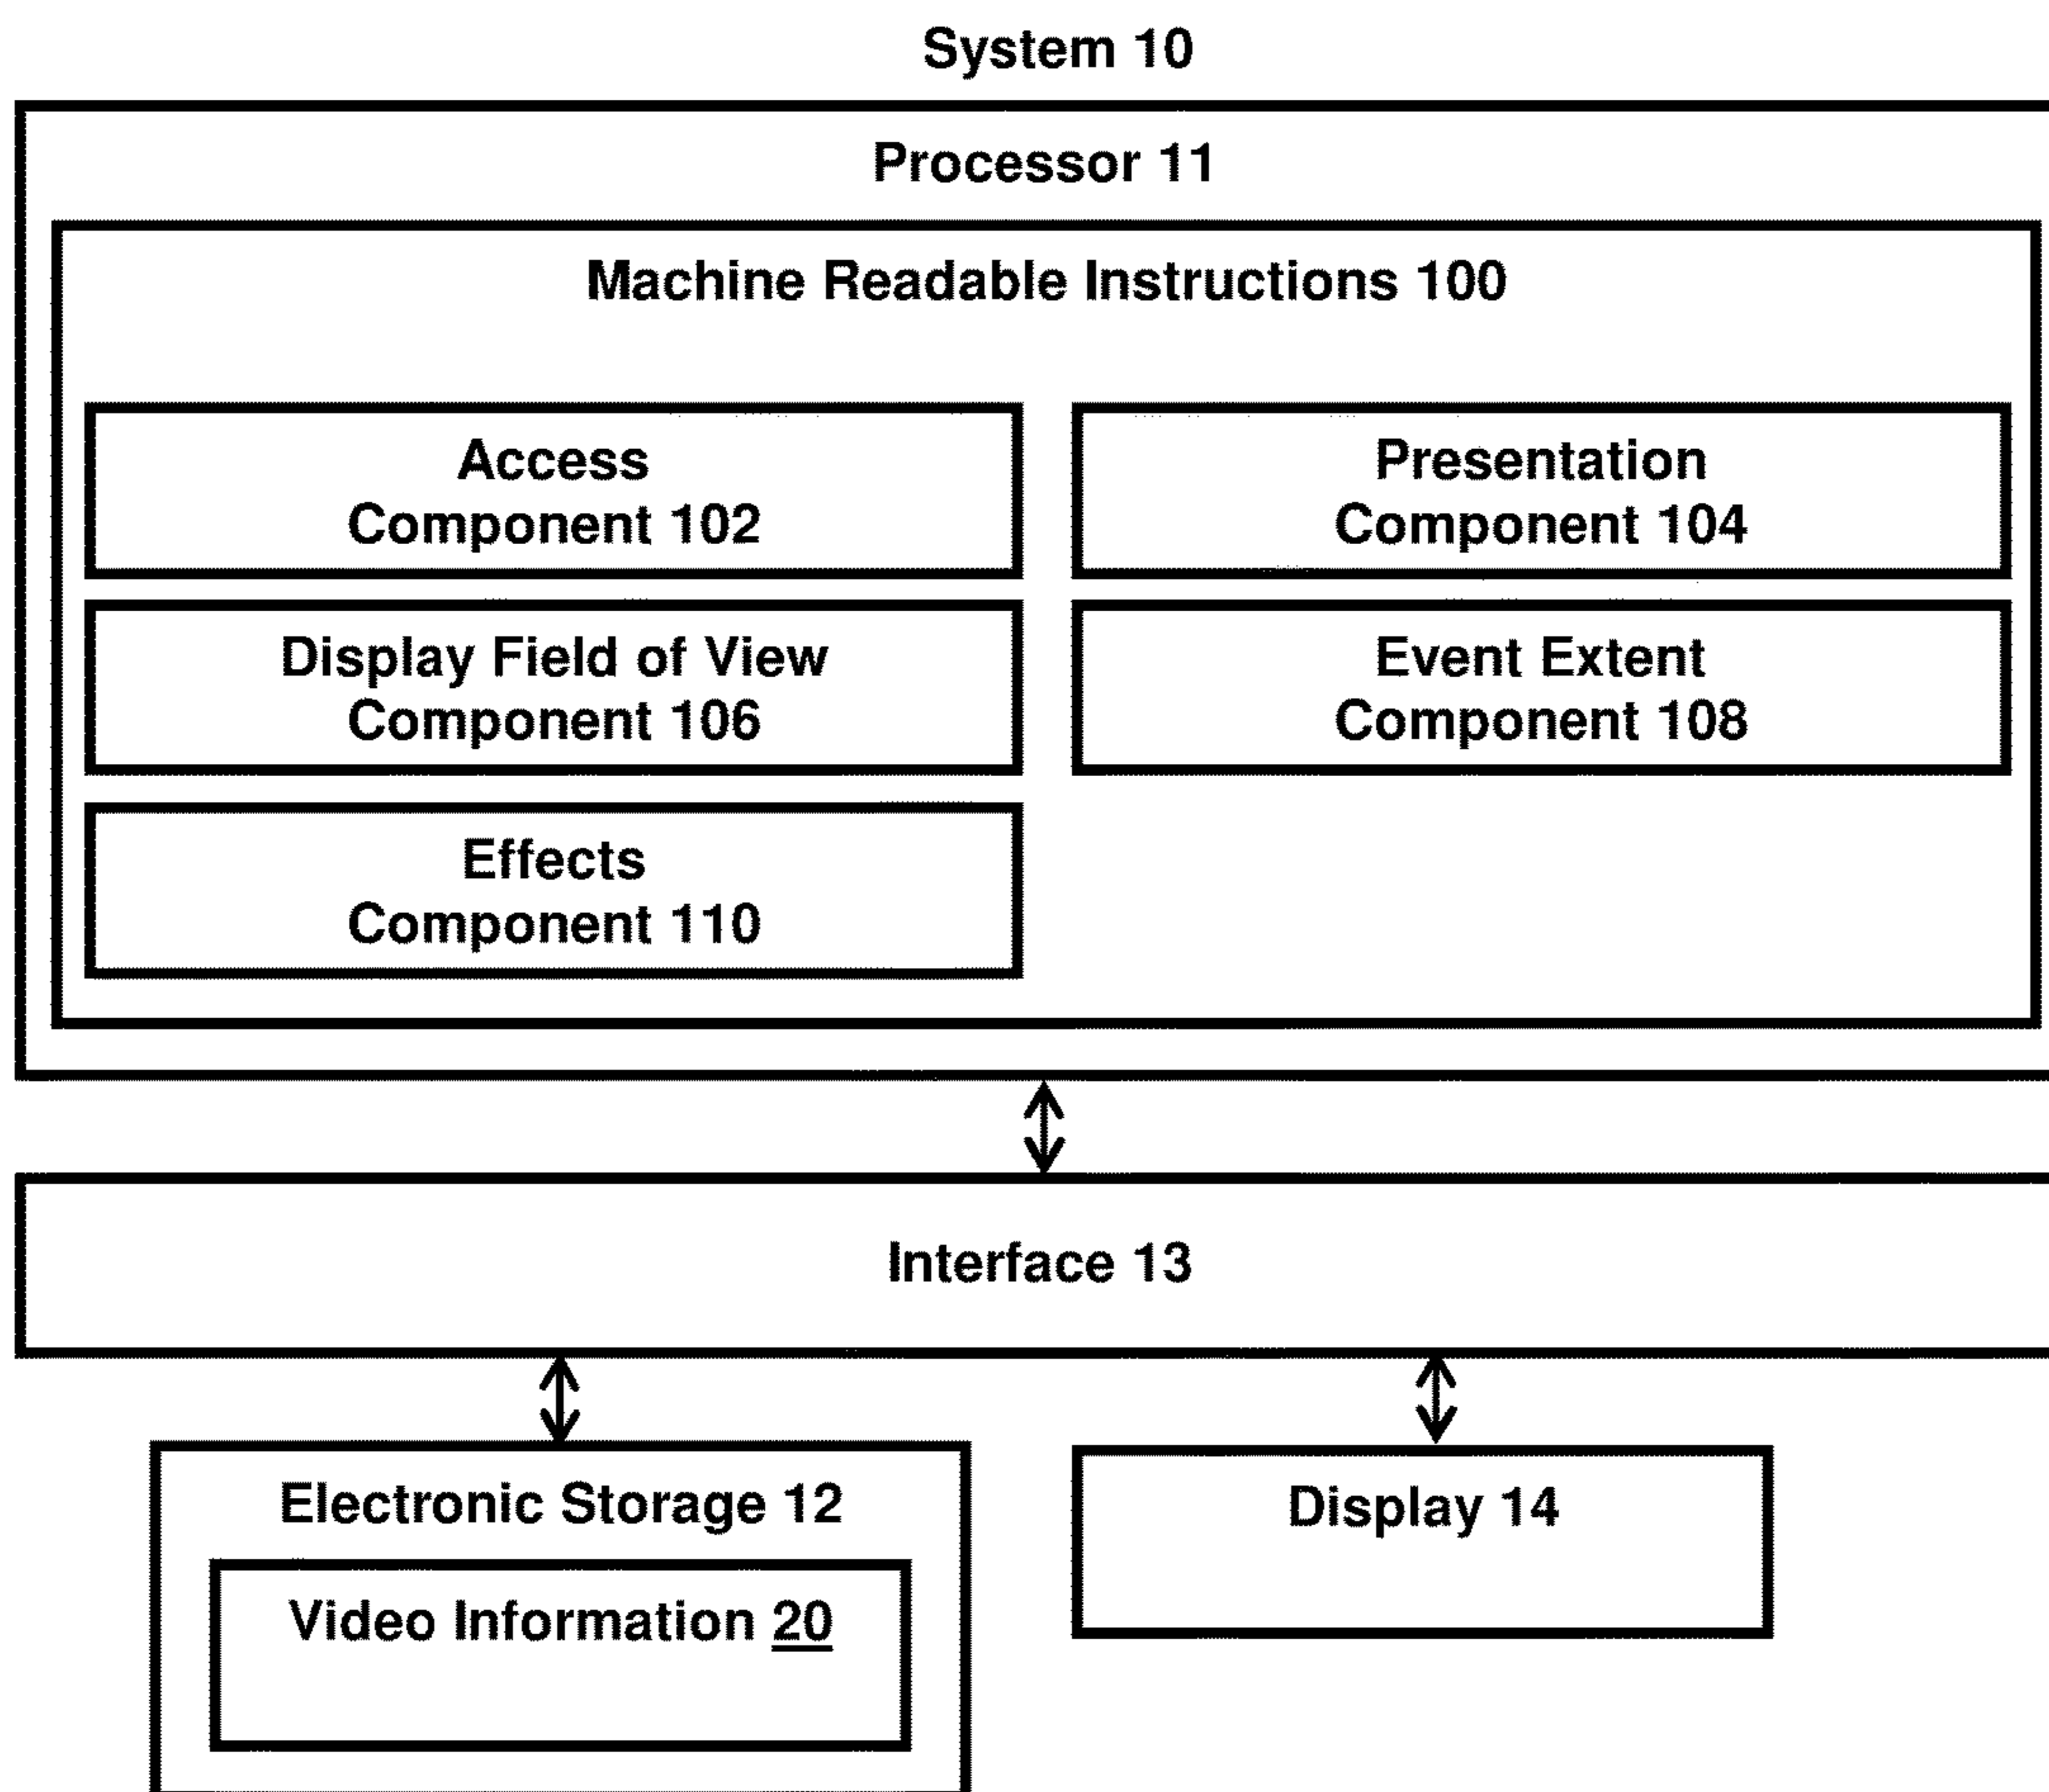 System 10
Processor 11
Machine Readable Instructions 100
Access
Component 102
Presentation
Component 104
Display Field of View
Component 106
Event Extent
Component 108
Effects
Component 110
Interface 13
Electronic Storage 12
Video Information 20
Display 14